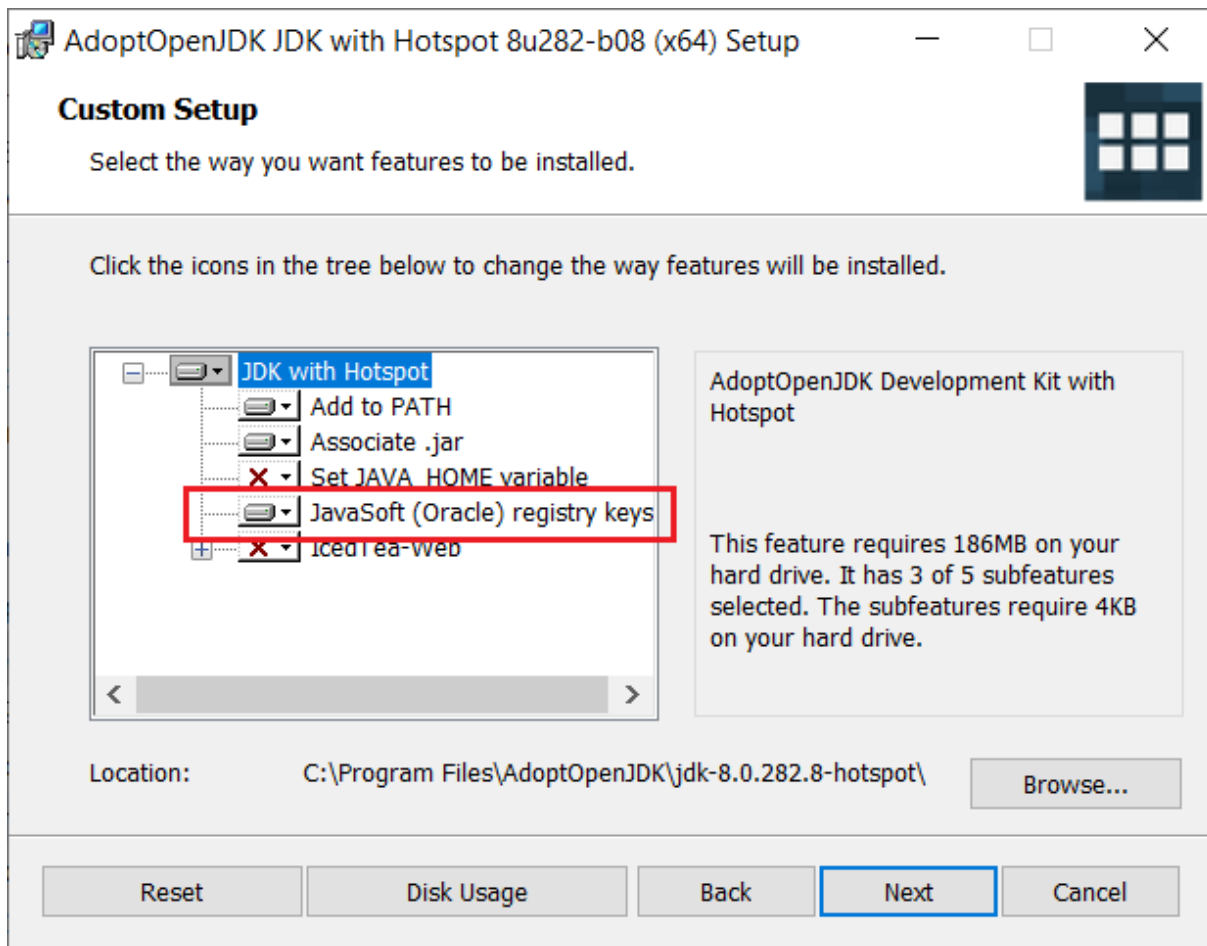 AdoptOpenJDK JDK with Hotspot 8u282-b08 (x64) Setup
Custom Setup
Select the way you want features to be installed.
Click the icons in the tree below to change the way features will be installed.
JDK with Hotspot
Add to PATH
Associate .jar
Set JAVA_HOME variable
JavaSoft (Oracle) registry keys
IcedTea-Web
AdoptOpenJDK Development Kit with
Hotspot
This feature requires 186MB on your
hard drive. It has 3 of 5 subfeatures
selected. The subfeatures require 4KB
on your hard drive.
Location: C:\Program Files\AdoptOpenJDK\jdk-8.0.282.8-hotspot\
Browse...
Reset Disk Usage Back Next Cancel